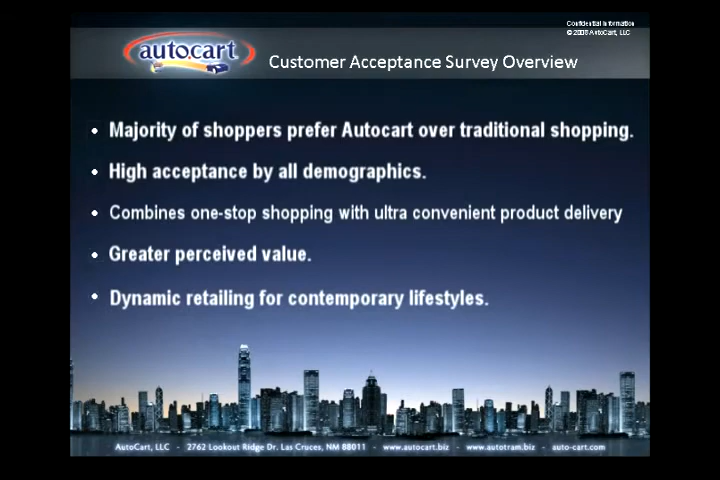 Confidential Information
© 2008 AutoCart, LLC
autocart
Customer Acceptance Survey Overview
• Majority of shoppers prefer Autocart over traditional shopping.
• High acceptance by all demographics.
• Combines one-stop shopping with ultra convenient product delivery
• Greater perceived value.
• Dynamic retailing for contemporary lifestyles.
AutoCart, LLC - 2762 Lookout Ridge Dr. Las Cruces, NM 88011 - www.autocart.biz - www.autotram.biz - auto-cart.com